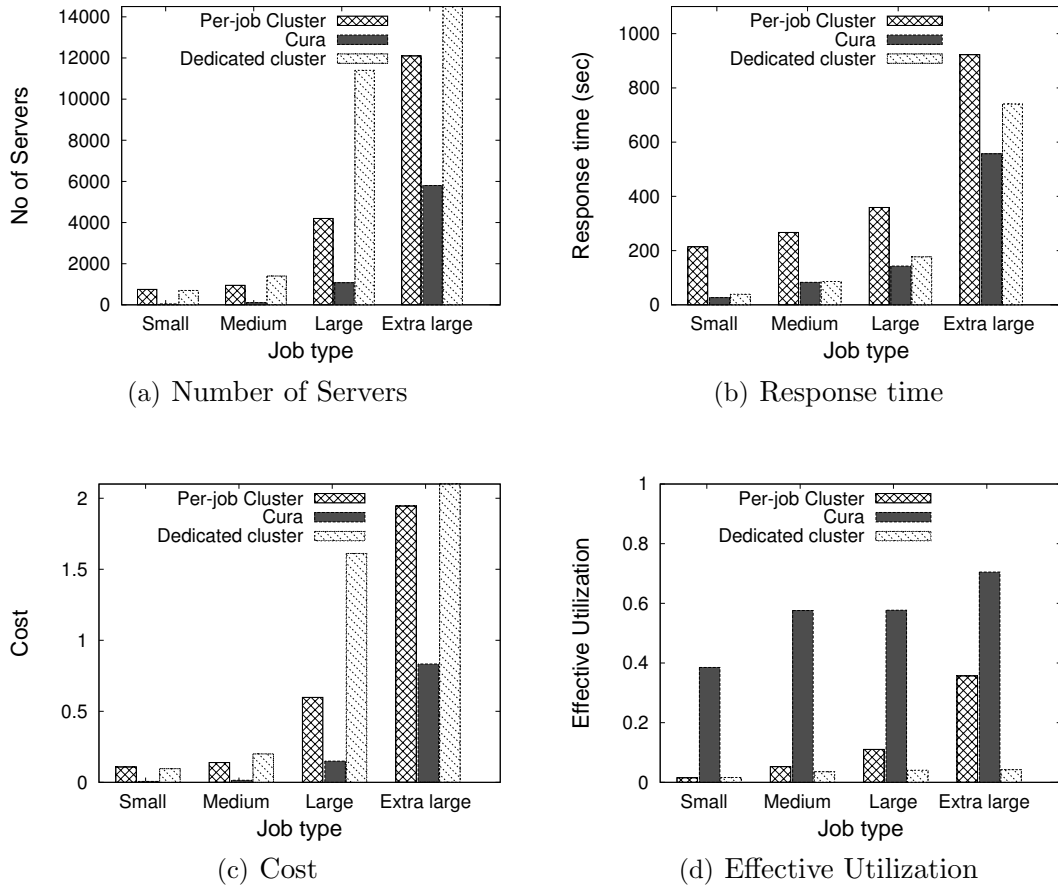 No of Servers
14000
12000
10000
8000
6000
4000
2000
0
Per-job Cluster
Cura
Dedicated cluster
Small Medium Large Extra large
Job type
(a) Number of Servers
Response time (sec)
1000
800
600
400
200
0
Per-job Cluster
Cura
Dedicated cluster
Small Medium Large Extra large
Job type
(b) Response time
Cost
2
1.5
1
0.5
0
Per-job Cluster
Cura
Dedicated cluster
Small Medium Large Extra large
Job type
(c) Cost
Effective Utilization
1
0.8
0.6
0.4
0.2
0
Per-job Cluster
Cura
Dedicated cluster
Small Medium Large Extra large
Job type
(d) Effective Utilization